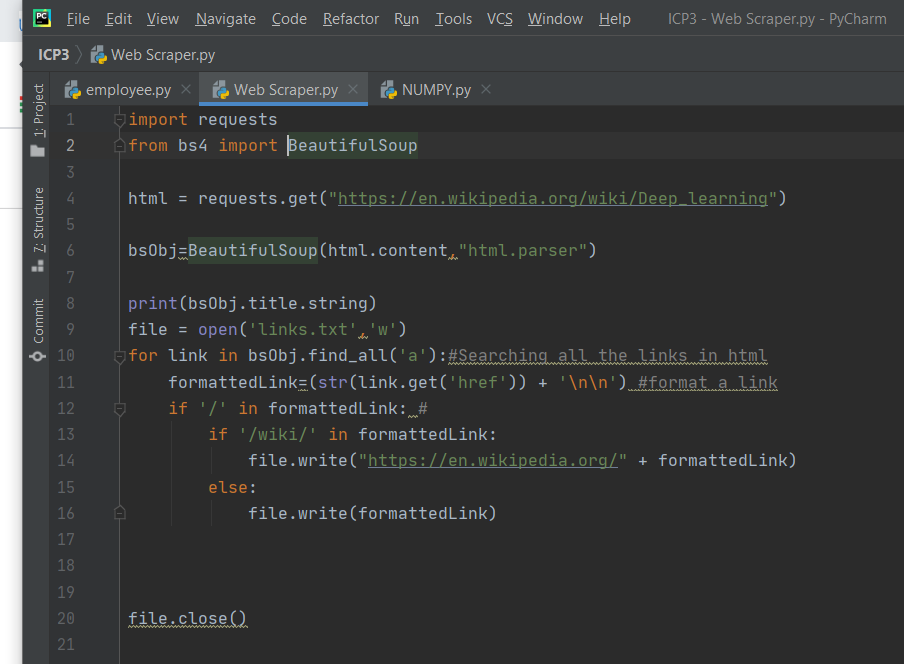 PC File Edit View Navigate Code Refactor Run Tools VCS Window Help ICP3 - Web Scraper.py - PyCharm
ICP3 Web Scraper.py
employee.py Web Scraper.py NUMPY.py
1: Project
7: Structure
Commit
1 import requests
2 from bs4 import BeautifulSoup
3
4 html = requests.get("https://en.wikipedia.org/wiki/Deep_learning")
5
6 bsObj=BeautifulSoup(html.content,"html.parser")
7
8 print(bsObj.title.string)
9 file = open('links.txt','w')
10 for link in bsObj.find_all('a'):#Searching all the links in html
11 formattedLink=(str(link.get('href')) + '\n\n') #format a link
12 if '/' in formattedLink: #
13 if '/wiki/' in formattedLink:
14 file.write("https://en.wikipedia.org/" + formattedLink)
15 else:
16 file.write(formattedLink)
17
18
19
20 file.close()
21